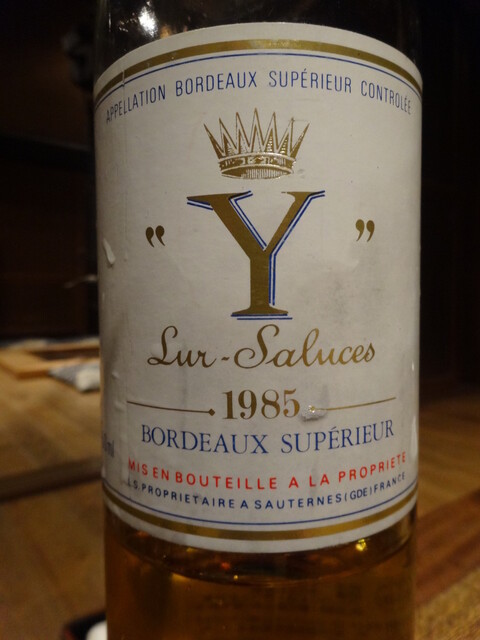 APPELLATION BORDEAUX SUPÉRIEUR CONTROLÉE
" Y "
Lur-Saluces
1985
BORDEAUX SUPÉRIEUR
MIS EN BOUTEILLE A LA PROPRIETE
L.S. PROPRIETAIRE A SAUTERNES (GDE) FRANCE